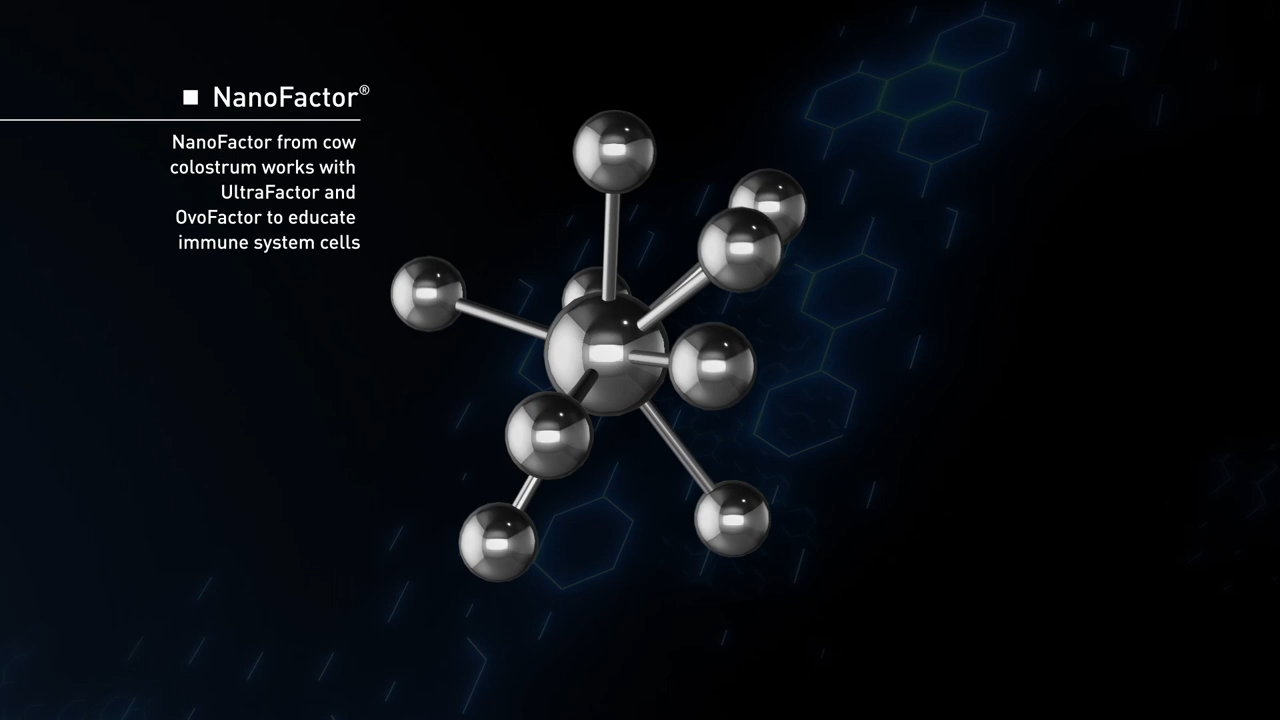 NanoFactor®
NanoFactor from cow
colostrum works with
UltraFactor and
OvoFactor to educate
immune system cells